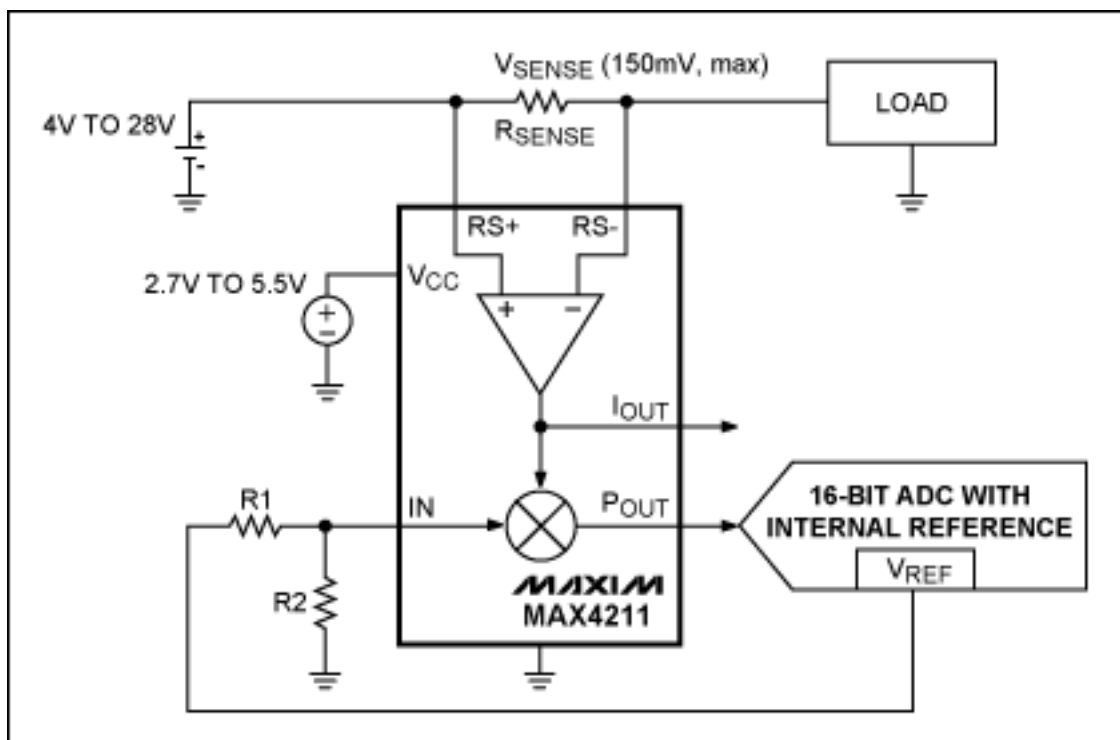 VSENSE (150mV, max)
RSENSE
LOAD
4V TO 28V
+
-
RS+
RS-
2.7V TO 5.5V
VCC
+
−
+
−
IOUT
R1
IN
POUT
16-BIT ADC WITH
INTERNAL REFERENCE
VREF
R2
MAXIM
MAX4211